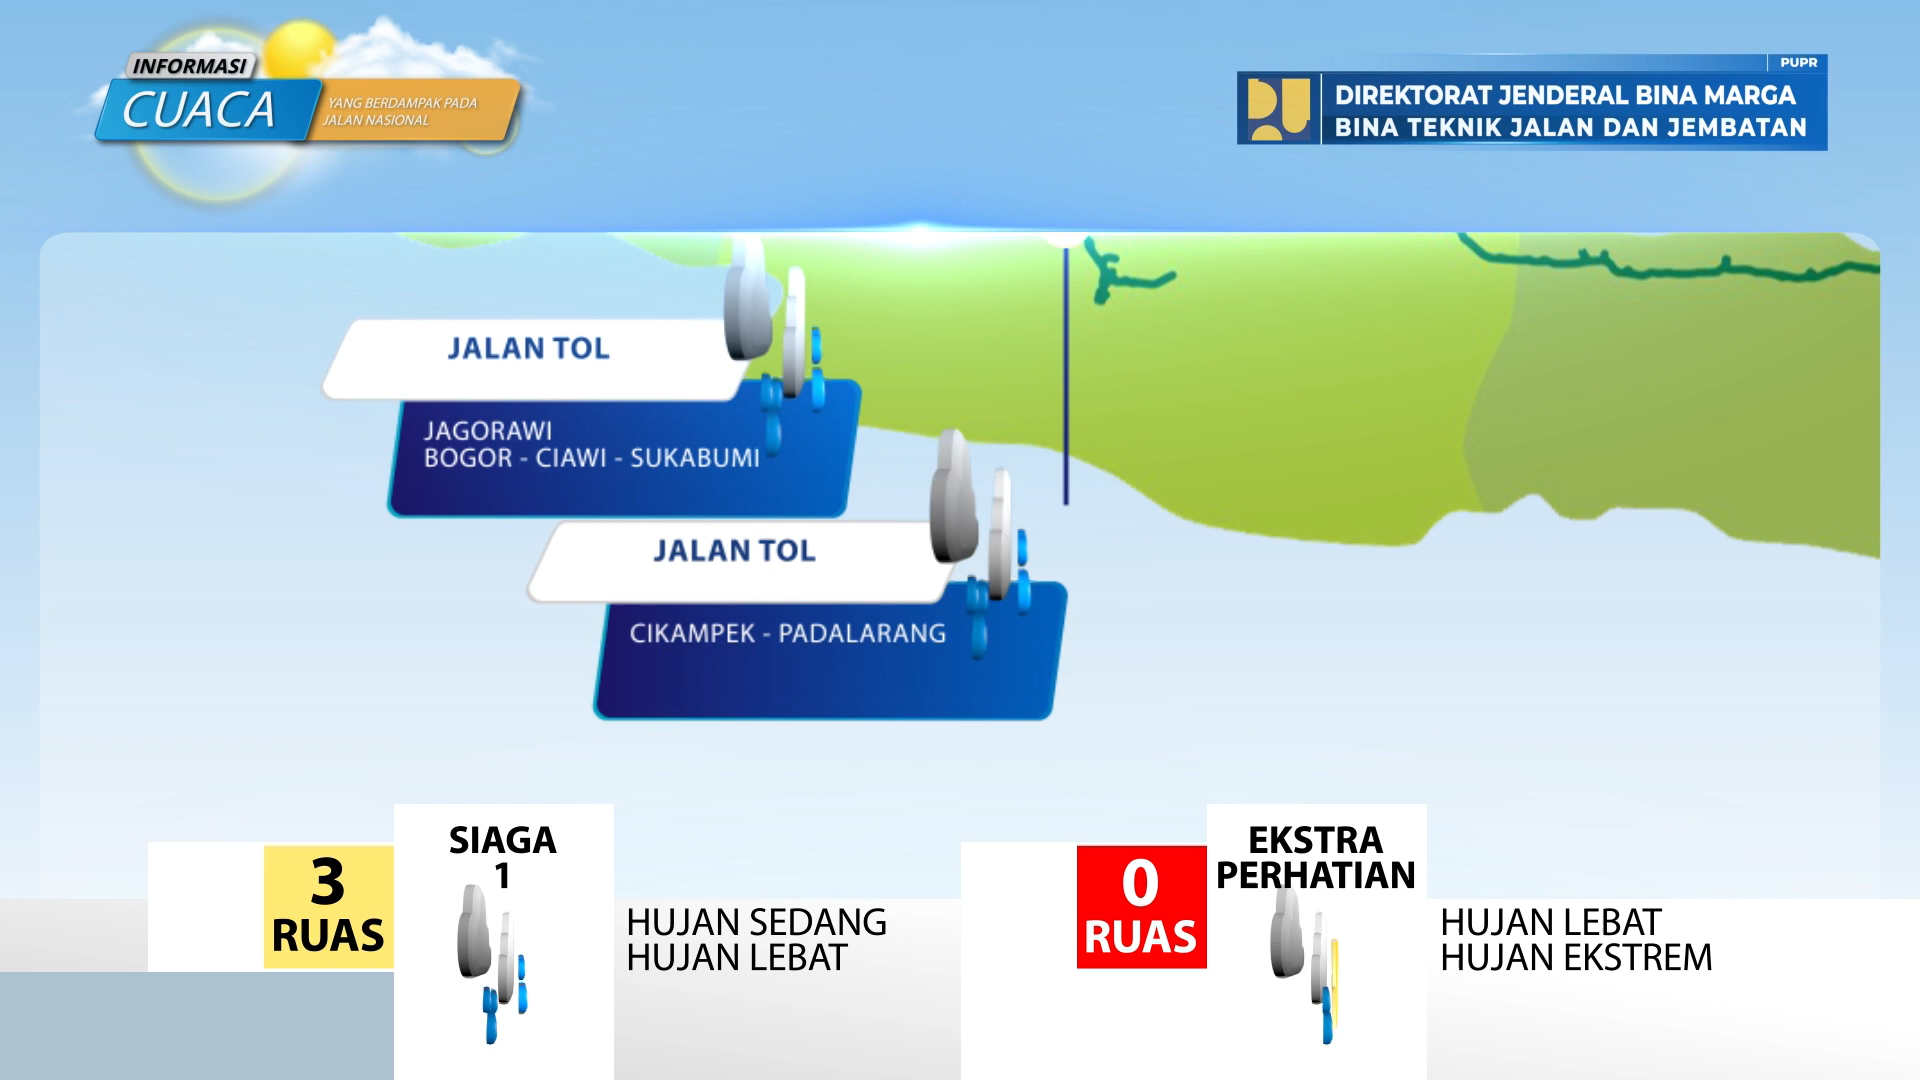 INFORMASI
CUACA
YANG BERDAMPAK PADA
JALAN NASIONAL
PUPR
DIREKTORAT JENDERAL BINA MARGA
BINA TEKNIK JALAN DAN JEMBATAN
JALAN TOL
JAGORAWI
BOGOR - CIAWI - SUKABUMI
JALAN TOL
CIKAMPEK - PADALARANG
3
RUAS
SIAGA
1
HUJAN SEDANG
HUJAN LEBAT
0
RUAS
EKSTRA
PERHATIAN
HUJAN LEBAT
HUJAN EKSTREM